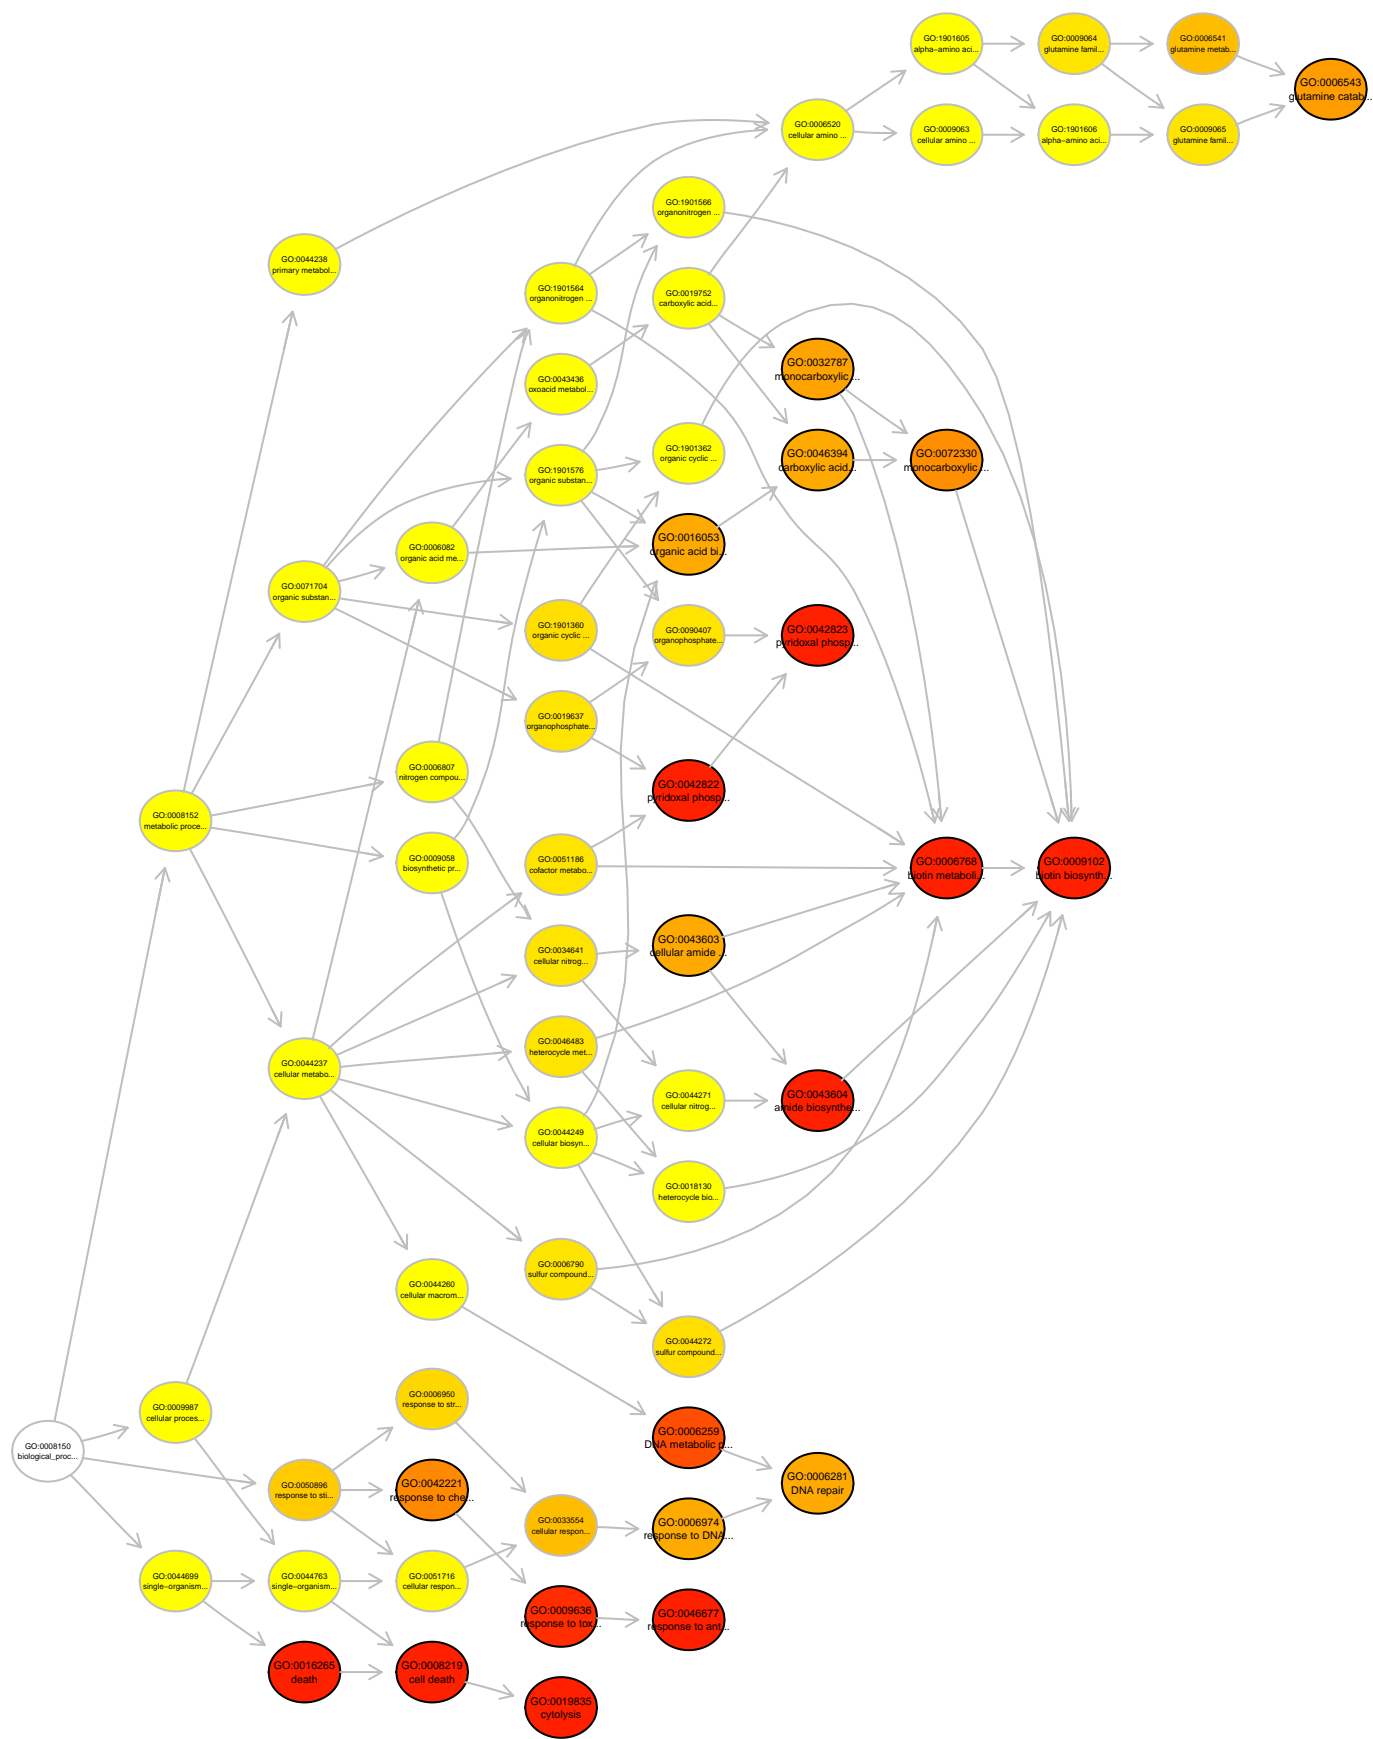 GO:1901605
alpha−amino aci...
GO:0009064
glutamine famil...
GO:0006541
glutamine metab...
GO:0006543
glutamine catab...
GO:0006520
cellular amino ...
GO:0009063
cellular amino ...
GO:1901606
alpha−amino aci...
GO:0009065
glutamine famil...
GO:1901566
organonitrogen ...
GO:0044238
primary metabol...
GO:1901564
organonitrogen ...
GO:0019752
carboxylic acid...
GO:0032787
monocarboxylic ...
GO:0043436
oxoacid metabol...
GO:1901362
organic cyclic ...
GO:0046394
carboxylic acid...
GO:0072330
monocarboxylic ...
GO:1901576
organic substan...
GO:0016053
organic acid bi...
GO:0006082
organic acid me...
GO:0071704
organic substan...
GO:1901360
organic cyclic ...
GO:0090407
organophosphate...
GO:0042823
pyridoxal phosp...
GO:0019637
organophosphate...
GO:0006807
nitrogen compou...
GO:0042822
pyridoxal phosp...
GO:0008152
metabolic proce...
GO:0009058
biosynthetic pr...
GO:0051186
cofactor metabo...
GO:0006768
biotin metaboli...
GO:0009102
biotin biosynth...
GO:0034641
cellular nitrog...
GO:0043603
cellular amide ...
GO:0044237
cellular metabo...
GO:0046483
heterocycle met...
GO:0044271
cellular nitrog...
GO:0043604
amide biosynthe...
GO:0044249
cellular biosyn...
GO:0018130
heterocycle bio...
GO:0006790
sulfur compound...
GO:0044260
cellular macrom...
GO:0044272
sulfur compound...
GO:0006950
response to str...
GO:0009987
cellular proces...
GO:0008150
biological_proc...
GO:0006259
DNA metabolic p...
GO:0050896
response to sti...
GO:0042221
response to che...
GO:0006281
DNA repair
GO:0033554
cellular respon...
GO:0006974
response to DNA...
GO:0044699
single−organism...
GO:0044763
single−organism...
GO:0051716
cellular respon...
GO:0009636
response to tox...
GO:0046677
response to ant...
GO:0016265
death
GO:0008219
cell death
GO:0019835
cytolysis